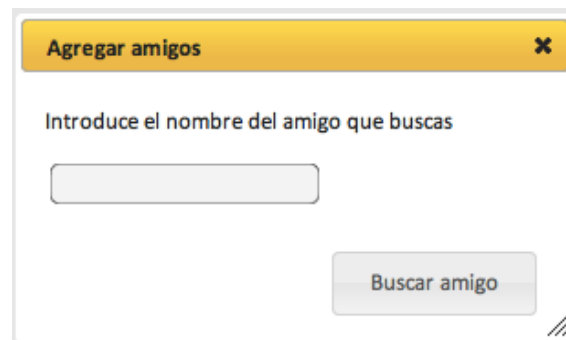 Agregar amigos
Introduce el nombre del amigo que buscas
Buscar amigo